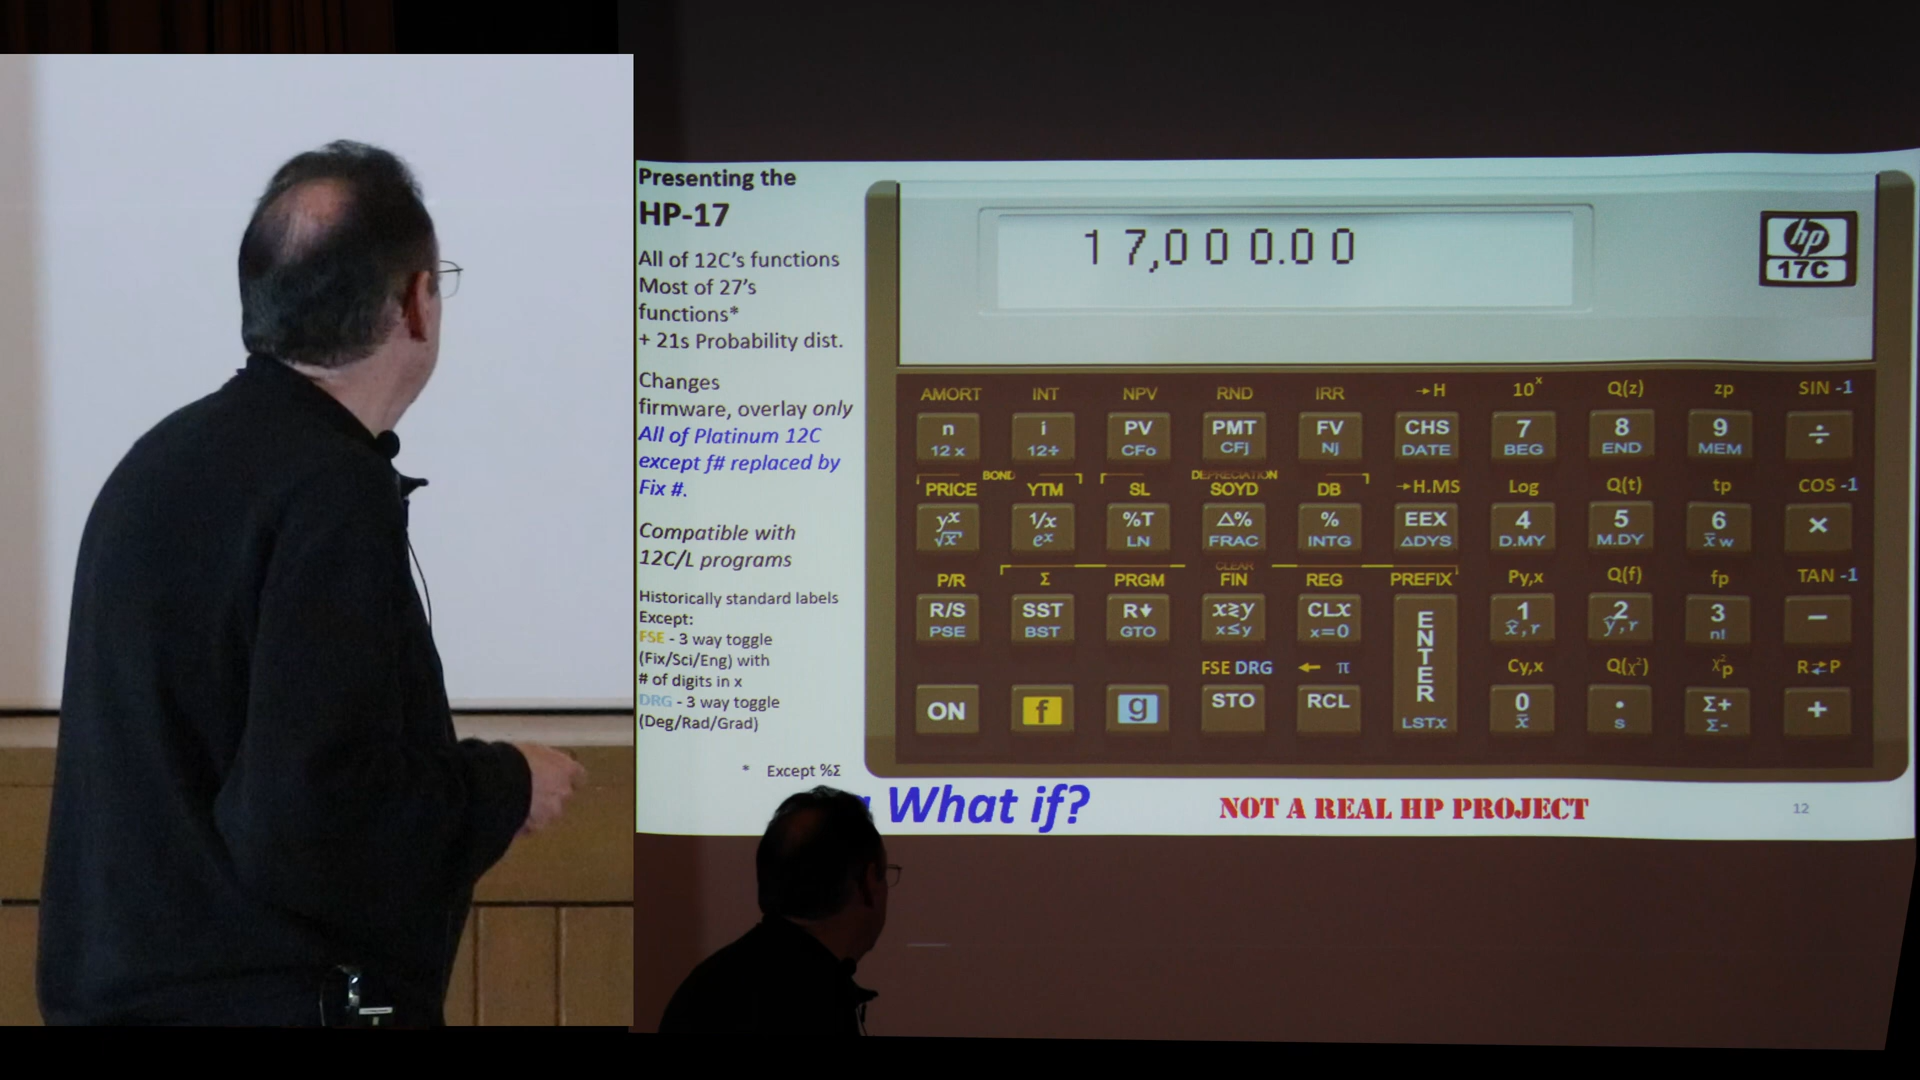 Presenting the
HP-17
All of 12C's functions
Most of 27's
functions*
+ 21s Probability dist.
Changes
firmware, overlay only
All of Platinum 12C
except f# replaced by
Fix #.
Compatible with
12C/L programs
Historically standard labels
Except:
FSE - 3 way toggle
(Fix/Sci/Eng) with
# of digits in x
DRG - 3 way toggle
(Deg/Rad/Grad)
* Except %Σ
17,000.00
hp
17C
AMORT INT NPV RND IRR →H 10ˣ Q(z) zp SIN -1
n i PV PMT FV CHS 7 8 9 ÷
12x 12÷ CFo CFj Nj DATE BEG END MEM
BOND DEPRECIATION
PRICE YTM SL SOYD DB →H.MS Log Q(t) tp COS -1
yˣ 1/x %T Δ% % EEX 4 5 6 ×
√x eˣ LN FRAC INTG ΔDYS D.MY M.DY x̄w
CLEAR
P/R Σ PRGM FIN REG PREFIX Py,x Q(f) fp TAN -1
R/S SST R↓ x≷y CLx ENTER 1 2 3 −
PSE BST GTO x≤y x=0 x̂,r ŷ,r n!
FSE DRG ← π Cy,x Q(χ²) χ²p R⇄P
ON f g STO RCL 0 • Σ+ +
LSTx x̄ s Σ-
What if?
NOT A REAL HP PROJECT
12